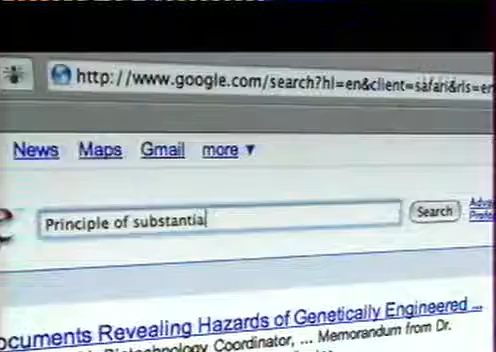 http://www.google.com/search?hl=en&client=safari&rls=en
News Maps Gmail more ▼
Principle of substantia
Search
ocuments Revealing Hazards of Genetically Engineered ...
Biotechnology Coordinator, ... Memorandum from Dr.